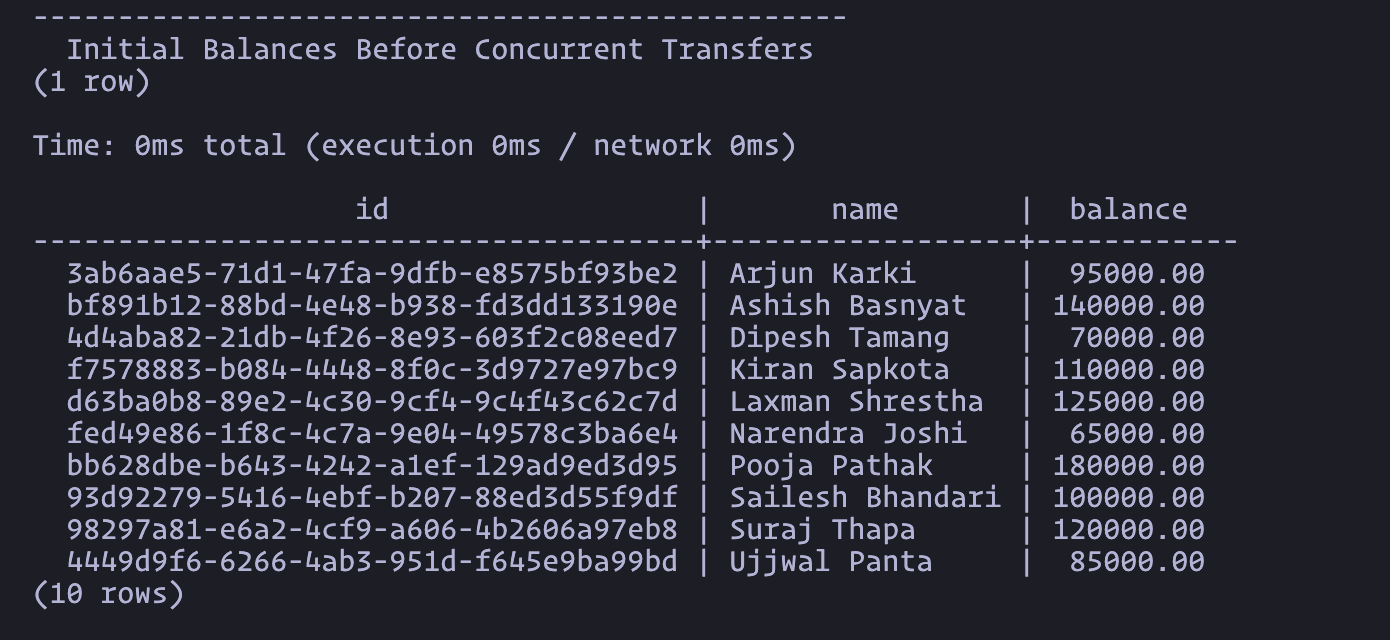 ------------------------------------------------
  Initial Balances Before Concurrent Transfers
(1 row)

Time: 0ms total (execution 0ms / network 0ms)

                   id                  |       name       |  balance
---------------------------------------+------------------+------------
  3ab6aae5-71d1-47fa-9dfb-e8575bf93be2 | Arjun Karki      |  95000.00
  bf891b12-88bd-4e48-b938-fd3dd133190e | Ashish Basnyat   | 140000.00
  4d4aba82-21db-4f26-8e93-603f2c08eed7 | Dipesh Tamang    |  70000.00
  f7578883-b084-4448-8f0c-3d9727e97bc9 | Kiran Sapkota    | 110000.00
  d63ba0b8-89e2-4c30-9cf4-9c4f43c62c7d | Laxman Shrestha  | 125000.00
  fed49e86-1f8c-4c7a-9e04-49578c3ba6e4 | Narendra Joshi   |  65000.00
  bb628dbe-b643-4242-a1ef-129ad9ed3d95 | Pooja Pathak     | 180000.00
  93d92279-5416-4ebf-b207-88ed3d55f9df | Sailesh Bhandari | 100000.00
  98297a81-e6a2-4cf9-a606-4b2606a97eb8 | Suraj Thapa      | 120000.00
  4449d9f6-6266-4ab3-951d-f645e9ba99bd | Ujjwal Panta     |  85000.00
(10 rows)